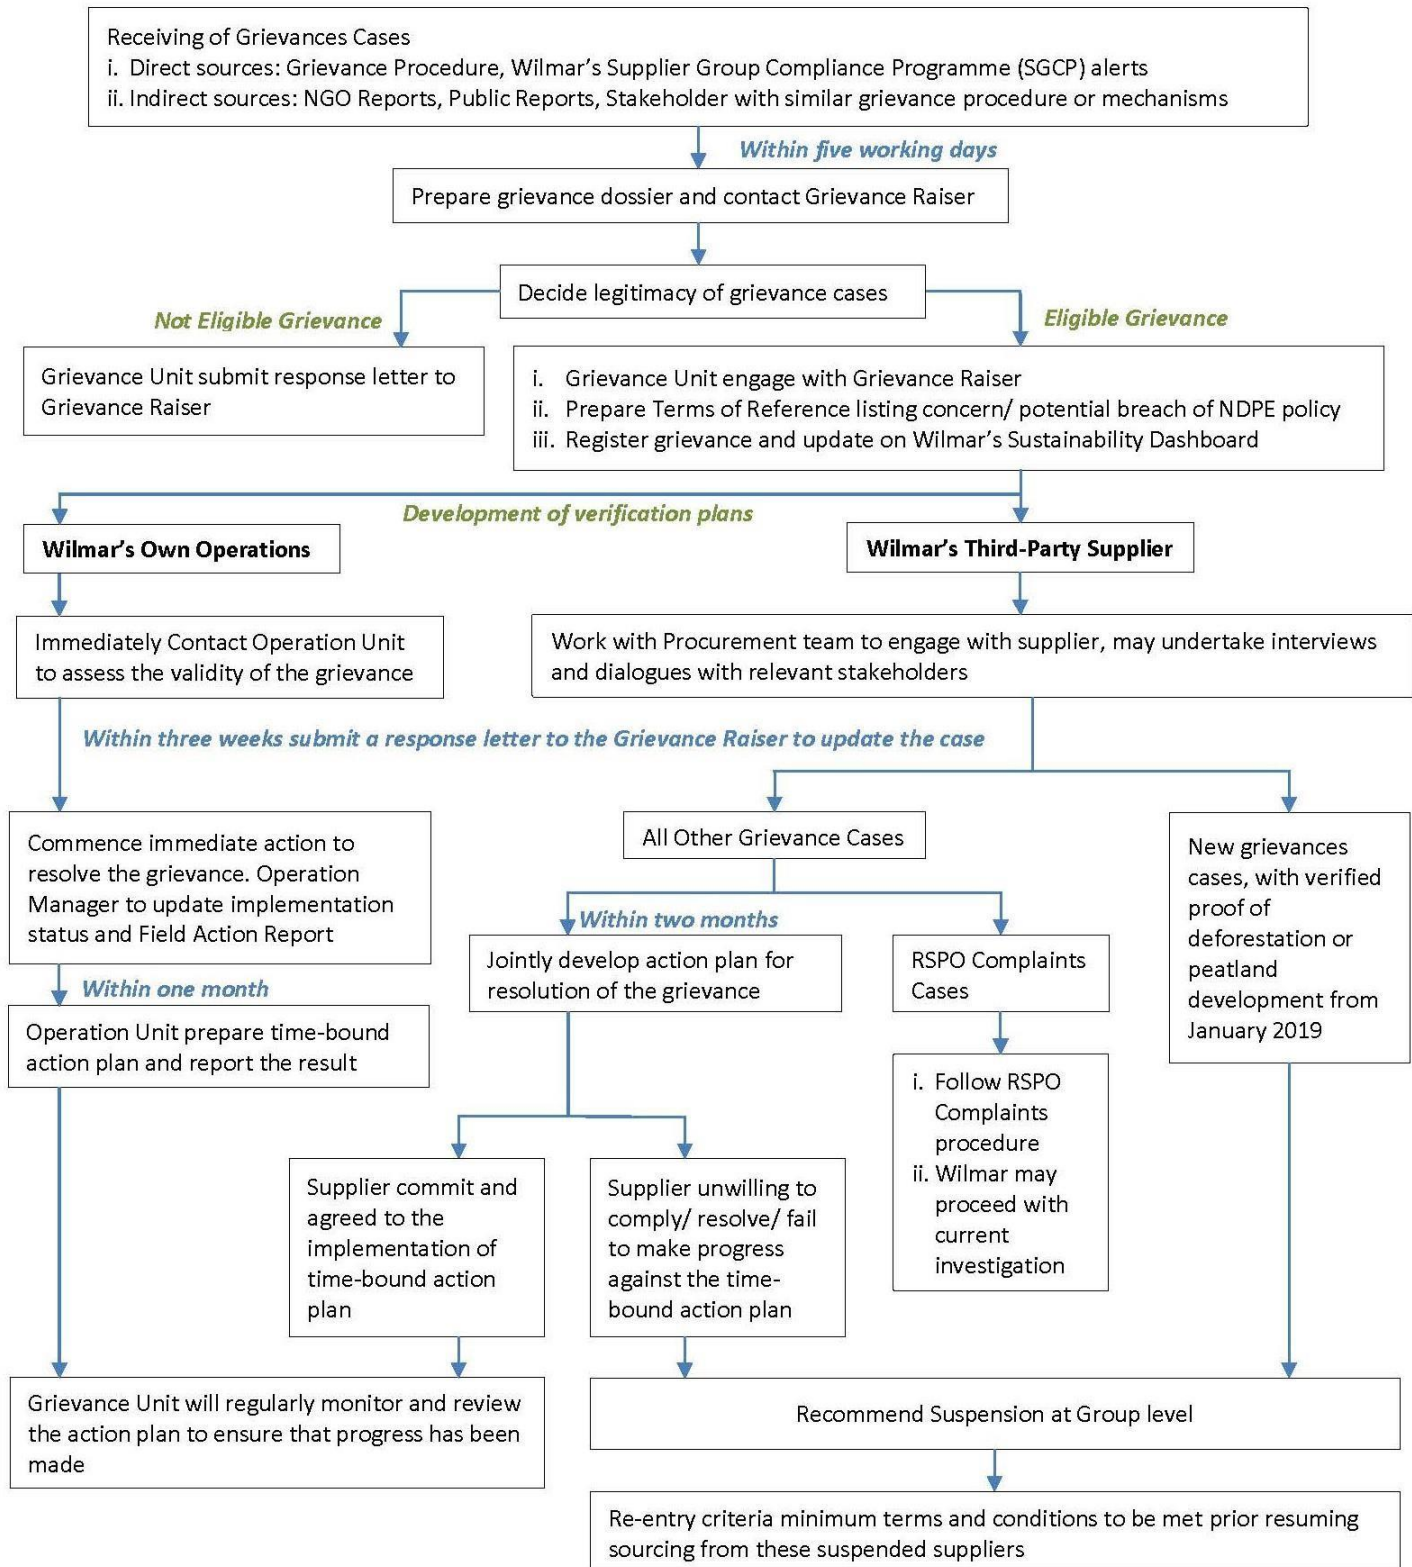 Receiving of Grievances Cases
i. Direct sources: Grievance Procedure, Wilmar's Supplier Group Compliance Programme (SGCP) alerts
ii. Indirect sources: NGO Reports, Public Reports, Stakeholder with similar grievance procedure or mechanisms
Within five working days
Prepare grievance dossier and contact Grievance Raiser
Decide legitimacy of grievance cases
Not Eligible Grievance
Eligible Grievance
Grievance Unit submit response letter to
Grievance Raiser
i. Grievance Unit engage with Grievance Raiser
ii. Prepare Terms of Reference listing concern/ potential breach of NDPE policy
iii. Register grievance and update on Wilmar's Sustainability Dashboard
Development of verification plans
Wilmar's Own Operations
Wilmar's Third-Party Supplier
Immediately Contact Operation Unit
to assess the validity of the grievance
Work with Procurement team to engage with supplier, may undertake interviews
and dialogues with relevant stakeholders
Within three weeks submit a response letter to the Grievance Raiser to update the case
Commence immediate action to
resolve the grievance. Operation
Manager to update implementation
status and Field Action Report
All Other Grievance Cases
New grievances
cases, with verified
proof of
deforestation or
peatland
development from
January 2019
Within one month
Within two months
Operation Unit prepare time-bound
action plan and report the result
Jointly develop action plan for
resolution of the grievance
RSPO Complaints
Cases
i. Follow RSPO
Complaints
procedure
ii. Wilmar may
proceed with
current
investigation
Supplier commit and
agreed to the
implementation of
time-bound action
plan
Supplier unwilling to
comply/ resolve/ fail
to make progress
against the time-
bound action plan
Grievance Unit will regularly monitor and review
the action plan to ensure that progress has been
made
Recommend Suspension at Group level
Re-entry criteria minimum terms and conditions to be met prior resuming
sourcing from these suspended suppliers